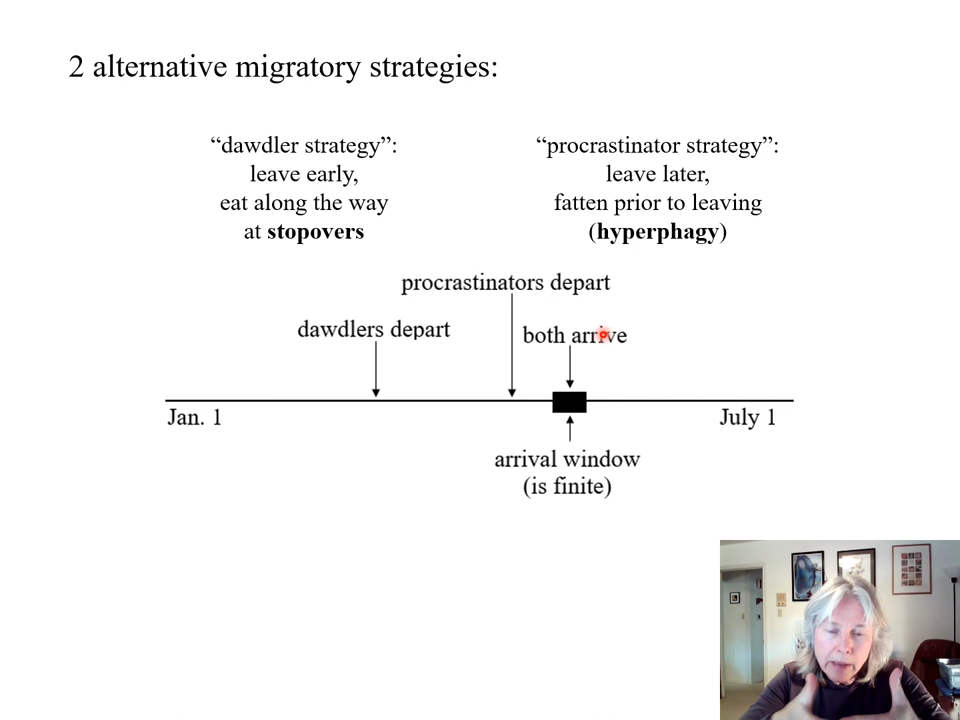 2 alternative migratory strategies:
“dawdler strategy”:
leave early,
eat along the way
at stopovers
“procrastinator strategy”:
leave later,
fatten prior to leaving
(hyperphagy)
procrastinators depart
dawdlers depart
both arrive
Jan. 1
July 1
arrival window
(is finite)